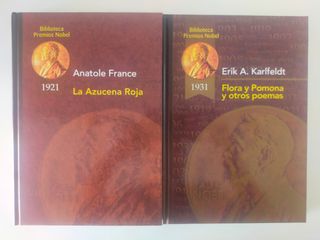 Biblioteca
Premios Nobel
1921
Anatole France
La Azucena Roja
Biblioteca
Premios Nobel
1931
Erik A. Karlfeldt
Flora y Pomona
y otros poemas